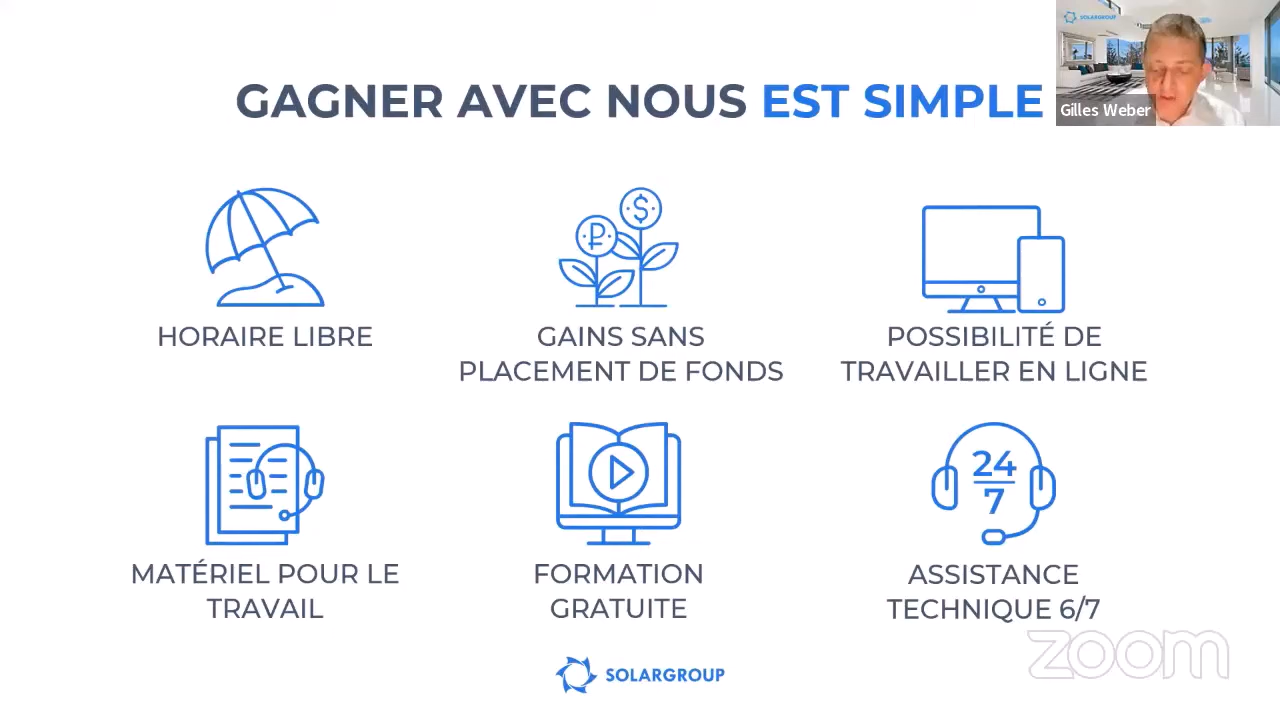 SOLARGROUP
Gilles Weber
GAGNER AVEC NOUS EST SIMPLE
HORAIRE LIBRE
GAINS SANS
PLACEMENT DE FONDS
POSSIBILITÉ DE
TRAVAILLER EN LIGNE
24
7
MATÉRIEL POUR LE
TRAVAIL
FORMATION
GRATUITE
ASSISTANCE
TECHNIQUE 6/7
zoom
SOLARGROUP